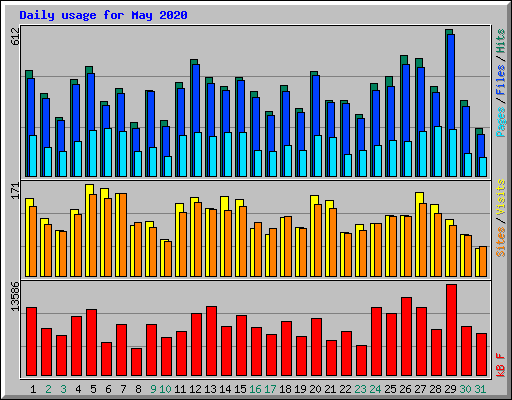 Daily usage for May 2020
612
Pages / Files / Hits
171
Sites / Visits
13586
kB F
1 2 3 4 5 6 7 8 9 10 11 12 13 14 15 16 17 18 19 20 21 22 23 24 25 26 27 28 29 30 31